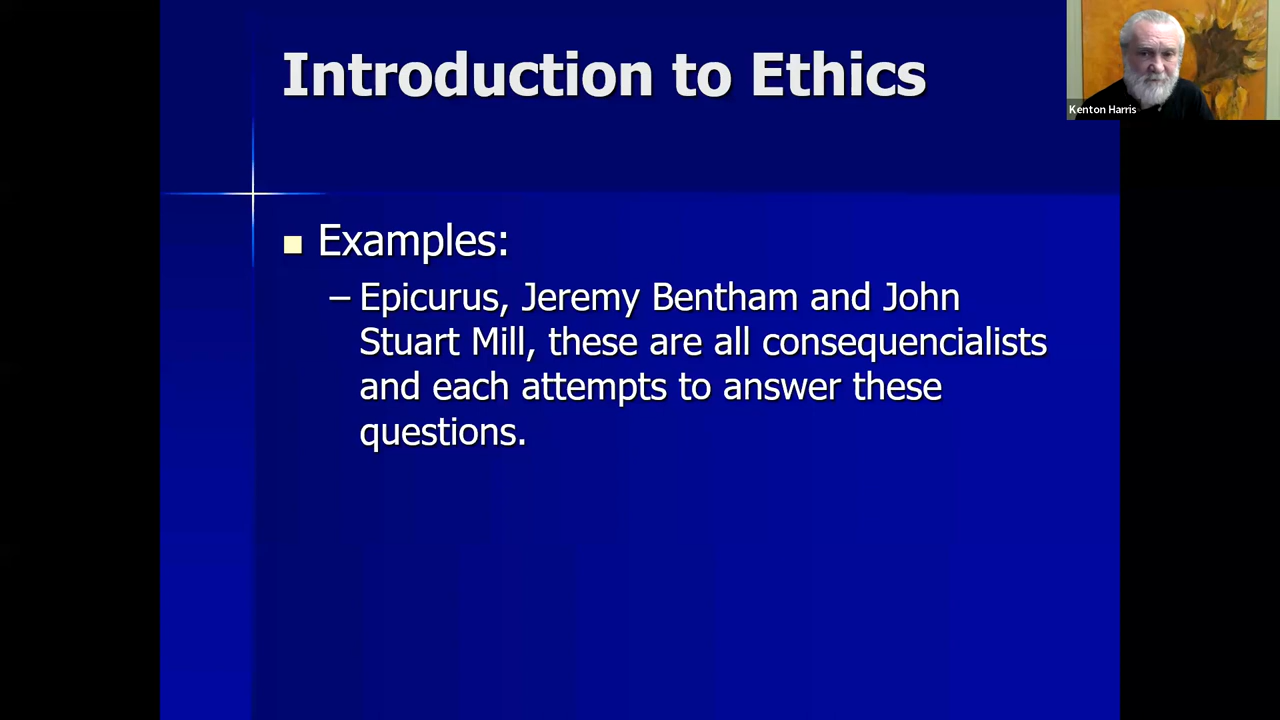 Introduction to Ethics
Kenton Harris
Examples:
– Epicurus, Jeremy Bentham and John
Stuart Mill, these are all consequencialists
and each attempts to answer these
questions.